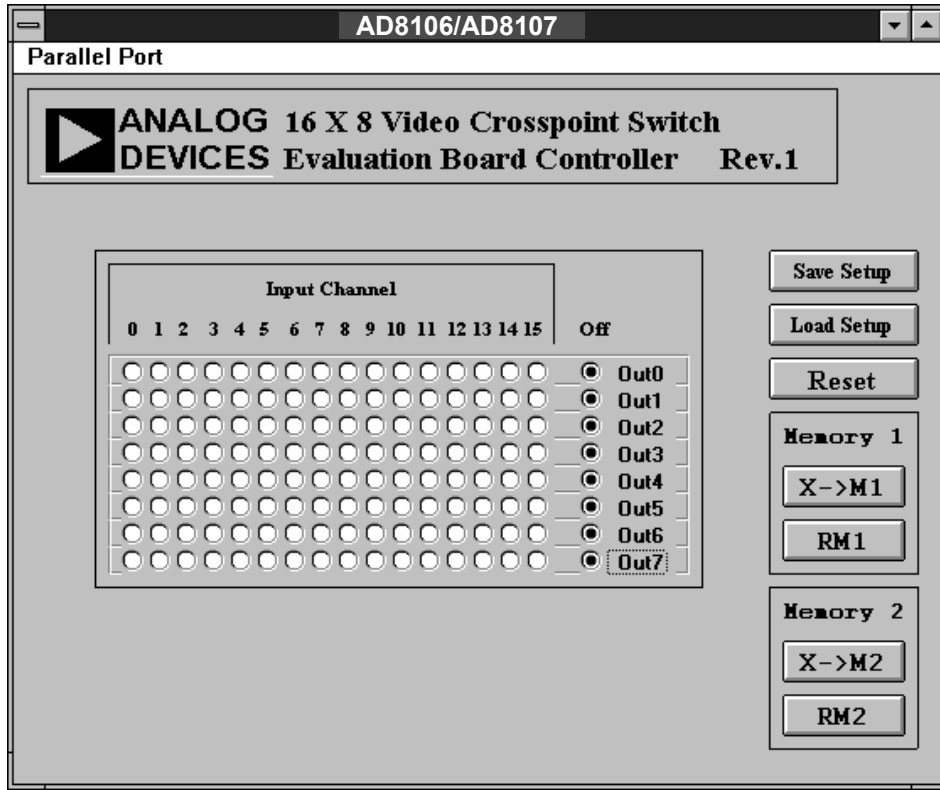 AD8106/AD8107
Parallel Port
ANALOG DEVICES
16 X 8 Video Crosspoint Switch
Evaluation Board Controller Rev.1
Input Channel
0 1 2 3 4 5 6 7 8 9 10 11 12 13 14 15 Off
Out0
Out1
Out2
Out3
Out4
Out5
Out6
Out7
Save Setup
Load Setup
Reset
Memory 1
X->M1
RM1
Memory 2
X->M2
RM2